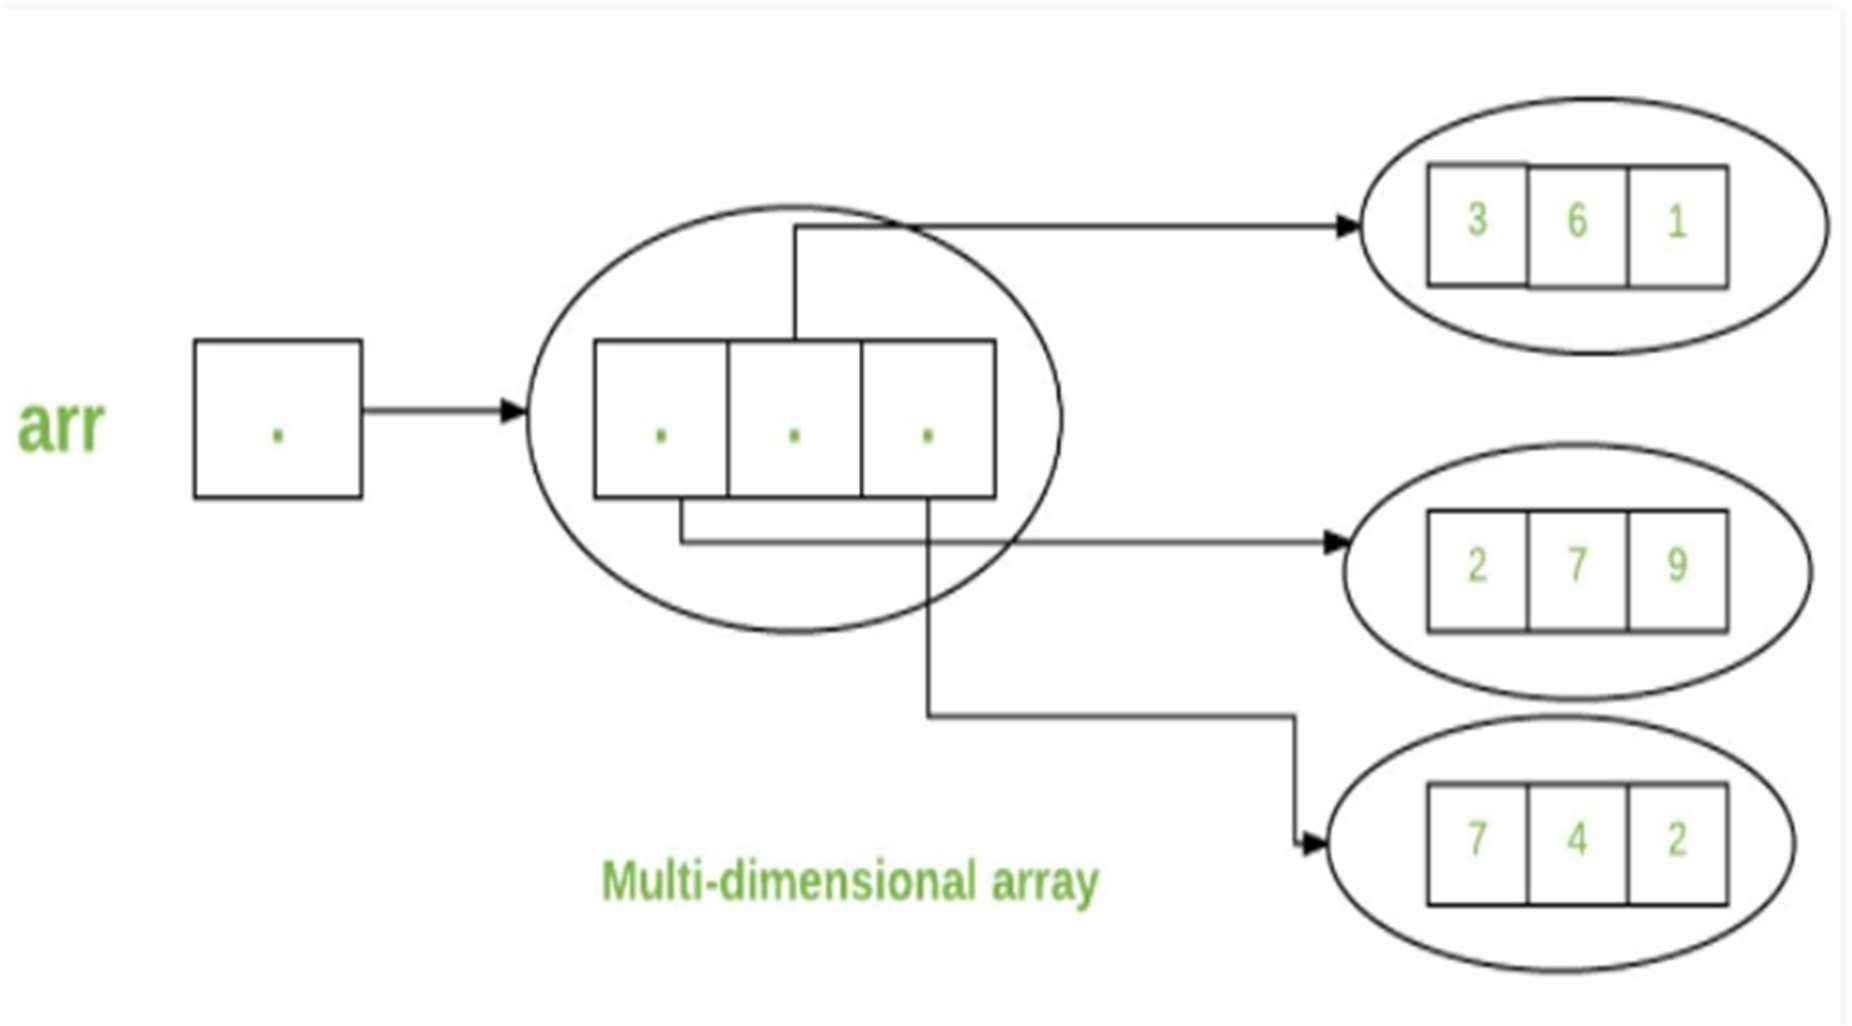 3 6 1
arr . . . .
2 7 9
7 4 2
Multi-dimensional array